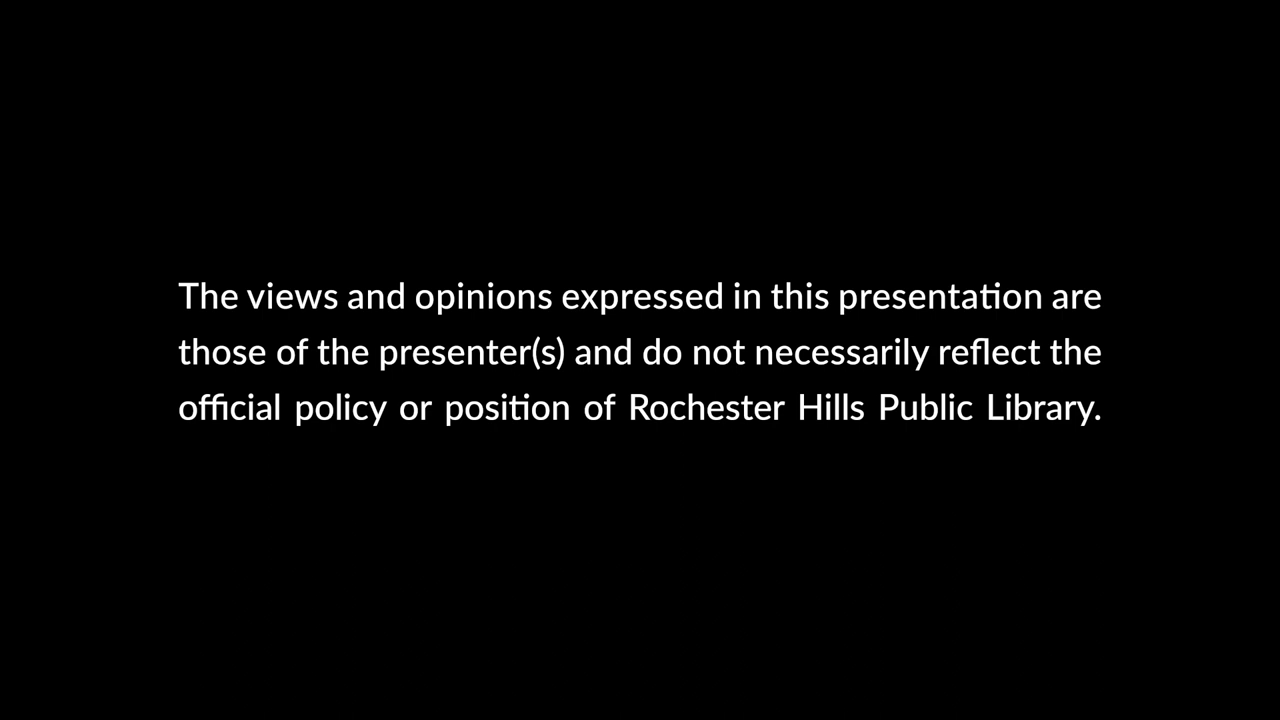 The views and opinions expressed in this presentation are
those of the presenter(s) and do not necessarily reflect the
official policy or position of Rochester Hills Public Library.